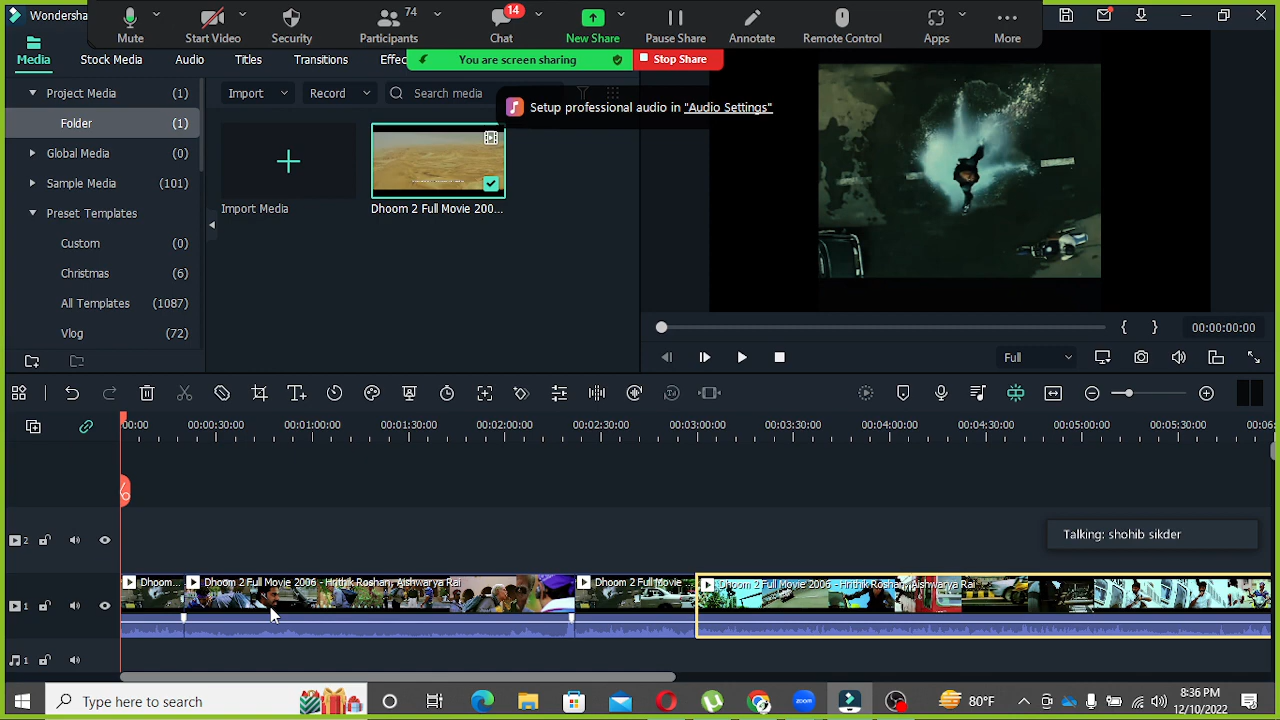 Wondersha
Mute
Start Video
Security
Participants
74
Chat
14
New Share
Pause Share
Annotate
Remote Control
Apps
More
You are screen sharing
Stop Share
Media
Stock Media
Audio
Titles
Transitions
Effec
Project Media (1)
Import
Record
Search media
Setup professional audio in "Audio Settings"
Folder (1)
Global Media (0)
Sample Media (101)
Import Media
Dhoom 2 Full Movie 200...
Preset Templates
Custom (0)
Christmas (6)
All Templates (1087)
Vlog (72)
{ } 00:00:00:00
Full
00:00 00:00:30:00 00:01:00:00 00:01:30:00 00:02:00:00 00:02:30:00 00:03:00:00 00:03:30:00 00:04:00:00 00:04:30:00 00:05:00:00 00:05:30:00 00:06:
2
Talking: shohib sikder
Dhoom...
Dhoom 2 Full Movie 2006 - Hrithik Roshan, Aishwarya Rai
Dhoom 2 Full Movie
Dhoom 2 Full Movie 2006 - Hrithik Roshan, Aishwarya Rai
1
1
Type here to search
zoom
80°F
8:36 PM
12/10/2022